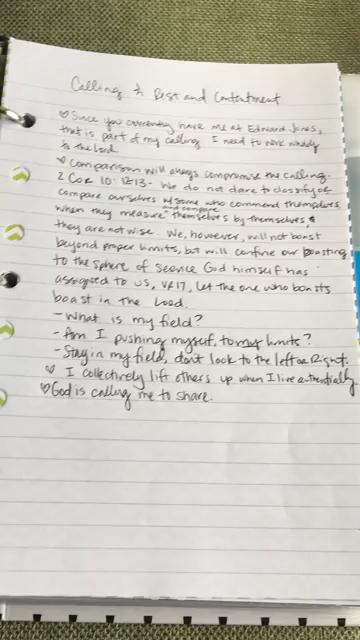 Calling & Rest and Contentment
♡ Since you currently have me at Edward Jones,
that is part of my calling I need to work
to the Lord.
♡ Comparison will always compromise the calling.
2 Cor 10:12-13 - We do not dare to classify or
compare ourselves w/ some who commend themselves
when they measure themselves by themselves & and compare
they are not wise. We, however, will not boast
beyond proper limits, but will confine our boasting
to the sphere of service God himself has
assigned to us, v#17, Let the one who boasts
boast in the Lord.
- What is my field?
- Am I pushing myself to my limits?
- Stay in my field, don't look to the left or Right.
♡ I collectively lift others up when I live authentically
♡ God is calling me to share.